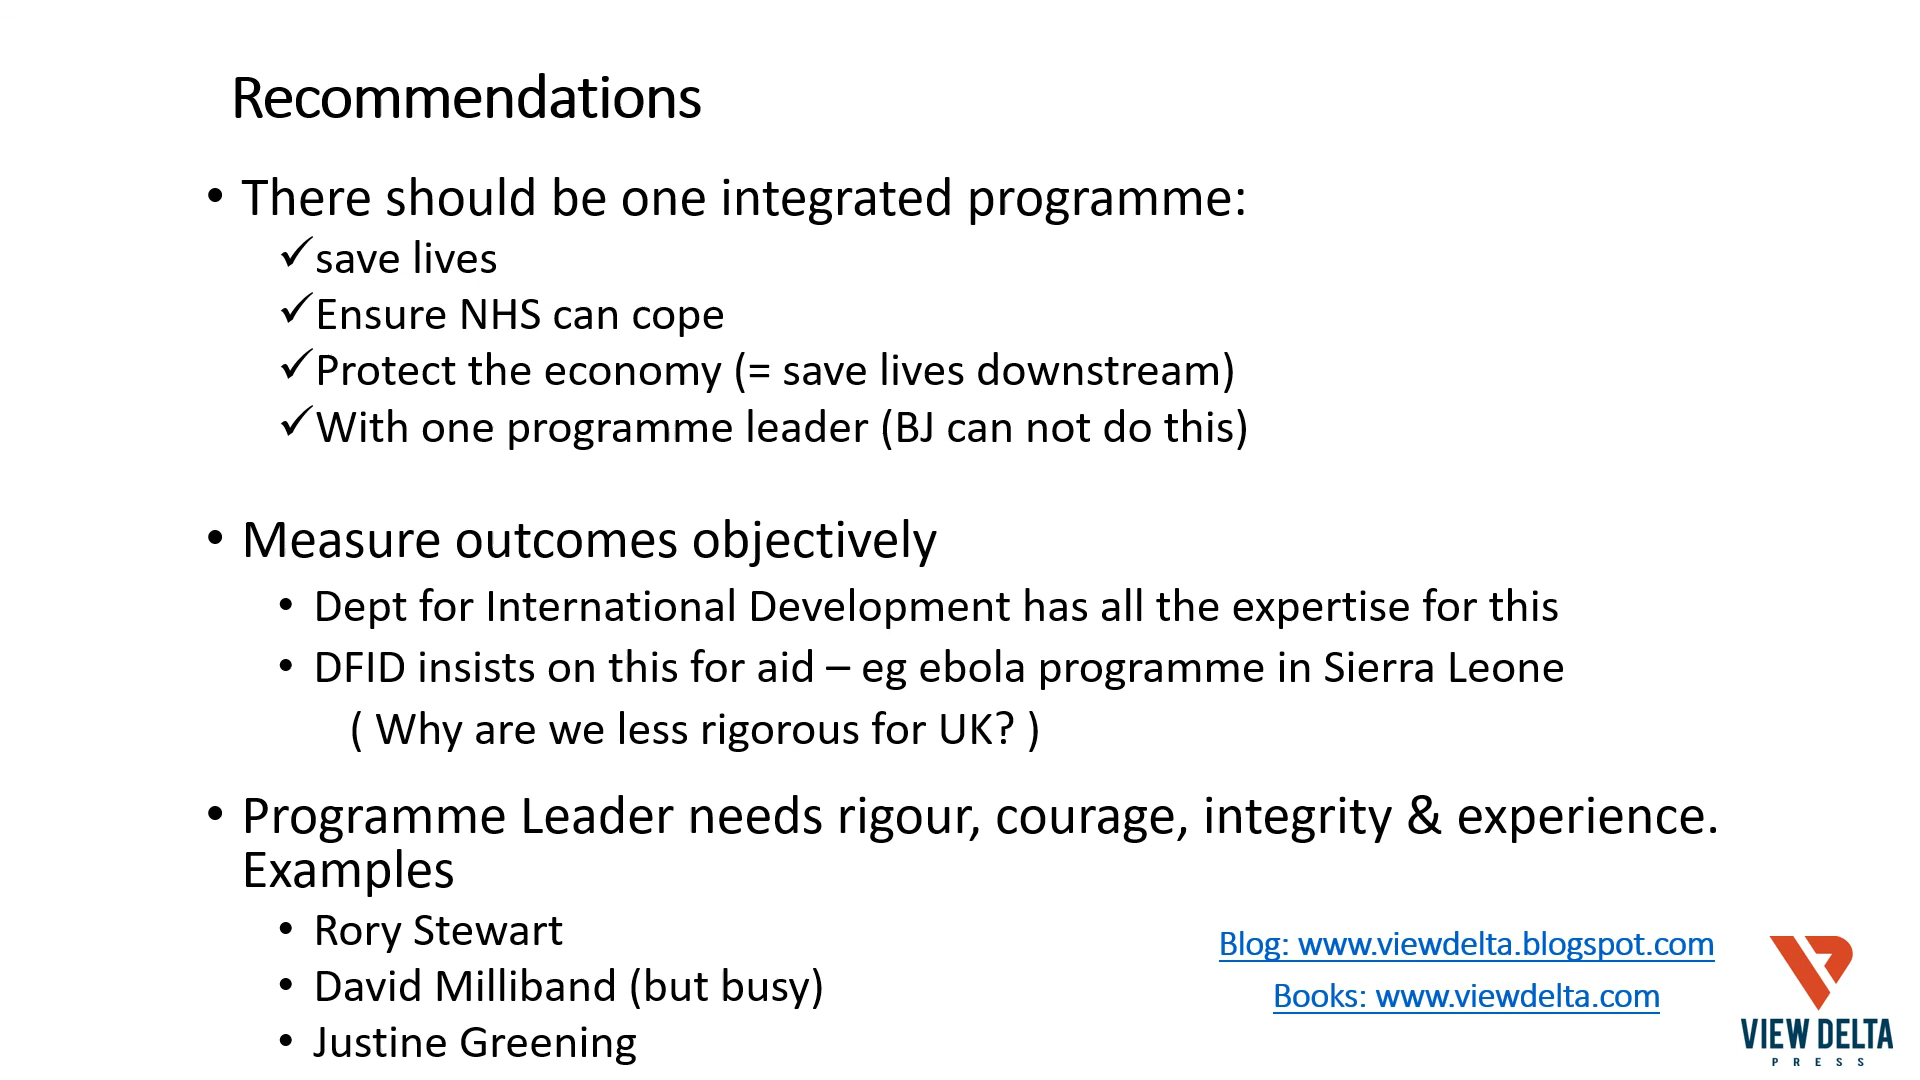 Recommendations
• There should be one integrated programme:
✓save lives
✓Ensure NHS can cope
✓Protect the economy (= save lives downstream)
✓With one programme leader (BJ can not do this)
• Measure outcomes objectively
• Dept for International Development has all the expertise for this
• DFID insists on this for aid – eg ebola programme in Sierra Leone
( Why are we less rigorous for UK? )
• Programme Leader needs rigour, courage, integrity & experience.
Examples
• Rory Stewart
• David Milliband (but busy)
• Justine Greening
Blog: www.viewdelta.blogspot.com
Books: www.viewdelta.com
VIEW DELTA
PRESS